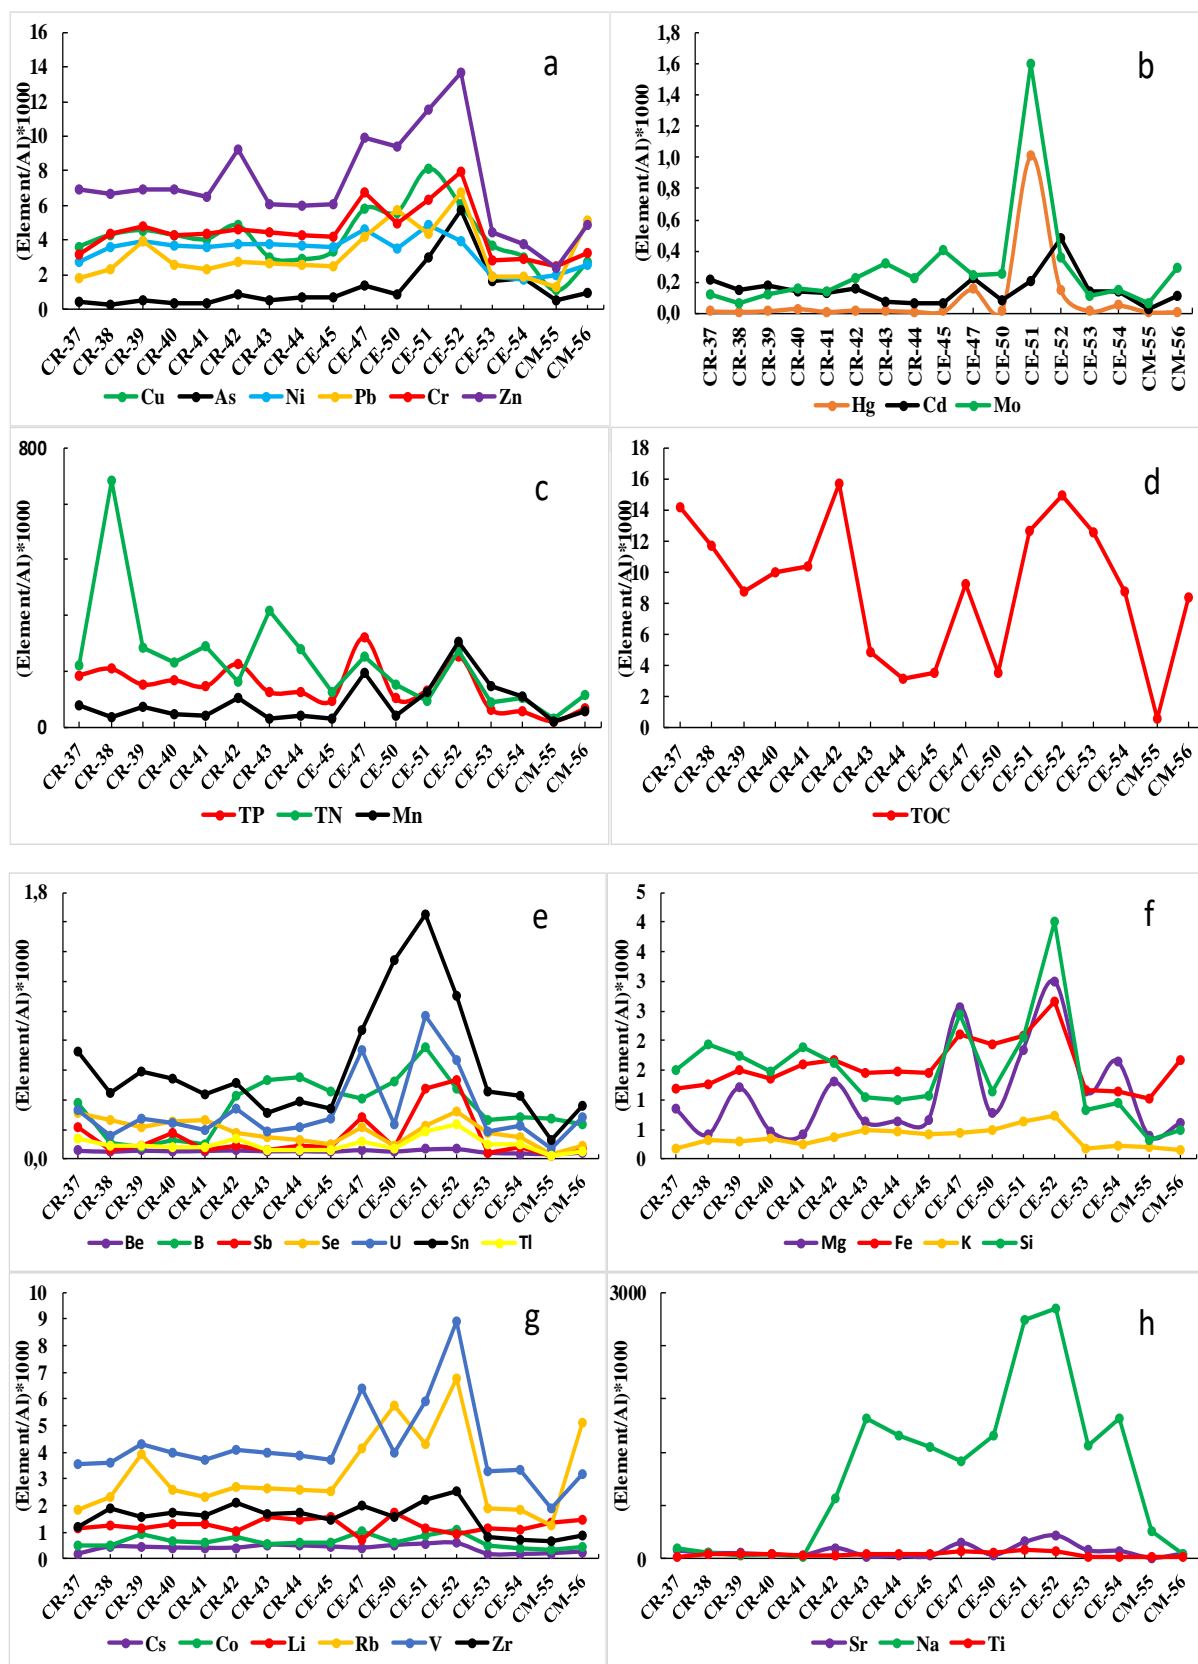 a
(Element/Al)*1000
16
14
12
10
8
6
4
2
0
CR-37 CR-38 CR-39 CR-40 CR-41 CR-42 CR-43 CR-44 CE-45 CE-47 CE-50 CE-51 CE-52 CE-53 CE-54 CM-55 CM-56
Cu As Ni Pb Cr Zn
b
(Element/Al)*1000
1,8
1,6
1,4
1,2
1,0
0,8
0,6
0,4
0,2
0,0
CR-37 CR-38 CR-39 CR-40 CR-41 CR-42 CR-43 CR-44 CE-45 CE-47 CE-50 CE-51 CE-52 CE-53 CE-54 CM-55 CM-56
Hg Cd Mo
c
(Element/Al)*1000
800
0
CR-37 CR-38 CR-39 CR-40 CR-41 CR-42 CR-43 CR-44 CE-45 CE-47 CE-50 CE-51 CE-52 CE-53 CE-54 CM-55 CM-56
TP TN Mn
d
(Element/Al)*1000
18
16
14
12
10
8
6
4
2
0
CR-37 CR-38 CR-39 CR-40 CR-41 CR-42 CR-43 CR-44 CE-45 CE-47 CE-50 CE-51 CE-52 CE-53 CE-54 CM-55 CM-56
TOC
e
(Element/Al)*1000
1,8
0,0
CR-37 CR-38 CR-39 CR-40 CR-41 CR-42 CR-43 CR-44 CE-45 CE-47 CE-50 CE-51 CE-52 CE-53 CE-54 CM-55 CM-56
Be B Sb Se U Sn Tl
f
(Element/Al)*1000
5
4
4
3
3
2
2
1
1
0
CR-37 CR-38 CR-39 CR-40 CR-41 CR-42 CR-43 CR-44 CE-45 CE-47 CE-50 CE-51 CE-52 CE-53 CE-54 CM-55 CM-56
Mg Fe K Si
g
(Element/Al)*1000
10
9
8
7
6
5
4
3
2
1
0
CR-37 CR-38 CR-39 CR-40 CR-41 CR-42 CR-43 CR-44 CE-45 CE-47 CE-50 CE-51 CE-52 CE-53 CE-54 CM-55 CM-56
Cs Co Li Rb V Zr
h
(Element/Al)*1000
3000
0
CR-37 CR-38 CR-39 CR-40 CR-41 CR-42 CR-43 CR-44 CE-45 CE-47 CE-50 CE-51 CE-52 CE-53 CE-54 CM-55 CM-56
Sr Na Ti